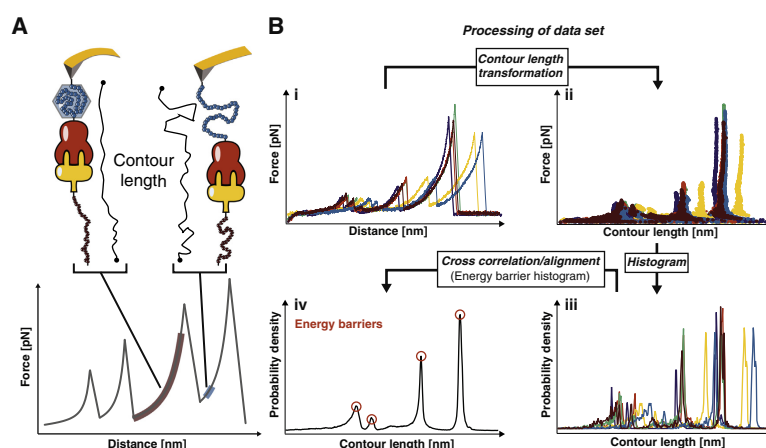 A
Contour
length
Force [pN]
Distance [nm]
B
Processing of data set
Contour length
transformation
i
Force [pN]
Distance [nm]
ii
Force [pN]
Contour length [nm]
Cross correlation/alignment
(Energy barrier histogram)
Histogram
iv
Energy barriers
Probability density
Contour length [nm]
iii
Probability density
Contour length [nm]